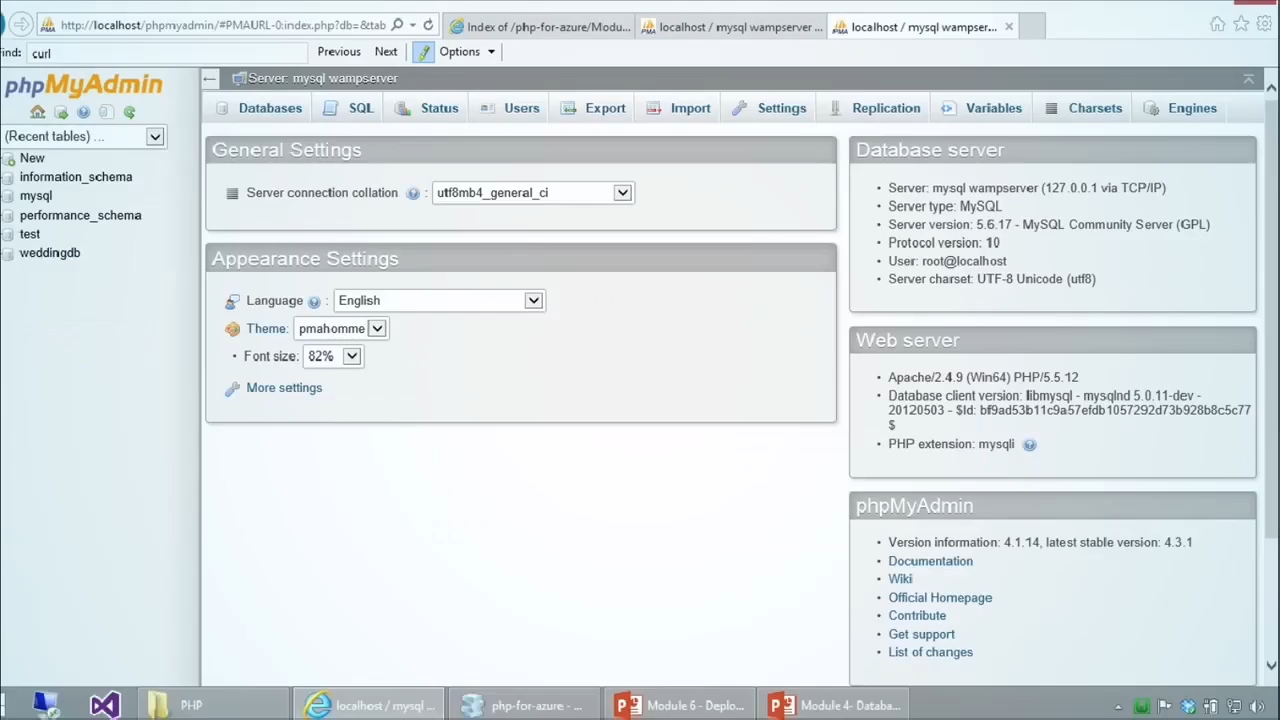 http://localhost/phpmyadmin/#PMAURL-0:index.php?db=&tab
Index of /php-for-azure/Modu...
localhost / mysql wampserver ...
localhost / mysql wampserv...
ind: curl
Previous
Next
Options
phpMyAdmin
(Recent tables) ...
New
information_schema
mysql
performance_schema
test
weddingdb
Server: mysql wampserver
Databases
SQL
Status
Users
Export
Import
Settings
Replication
Variables
Charsets
Engines
General Settings
Server connection collation : utf8mb4_general_ci
Appearance Settings
Language : English
Theme: pmahomme
• Font size: 82%
More settings
Database server
• Server: mysql wampserver (127.0.0.1 via TCP/IP)
• Server type: MySQL
• Server version: 5.6.17 - MySQL Community Server (GPL)
• Protocol version: 10
• User: root@localhost
• Server charset: UTF-8 Unicode (utf8)
Web server
• Apache/2.4.9 (Win64) PHP/5.5.12
• Database client version: libmysql - mysqlnd 5.0.11-dev -
20120503 - $Id: bf9ad53b11c9a57efdb1057292d73b928b8c5c77
$
• PHP extension: mysqli
phpMyAdmin
• Version information: 4.1.14, latest stable version: 4.3.1
• Documentation
• Wiki
• Official Homepage
• Contribute
• Get support
• List of changes
PHP
localhost / mysql ...
php-for-azure - ...
Module 6 - Deplo...
Module 4- Databa...